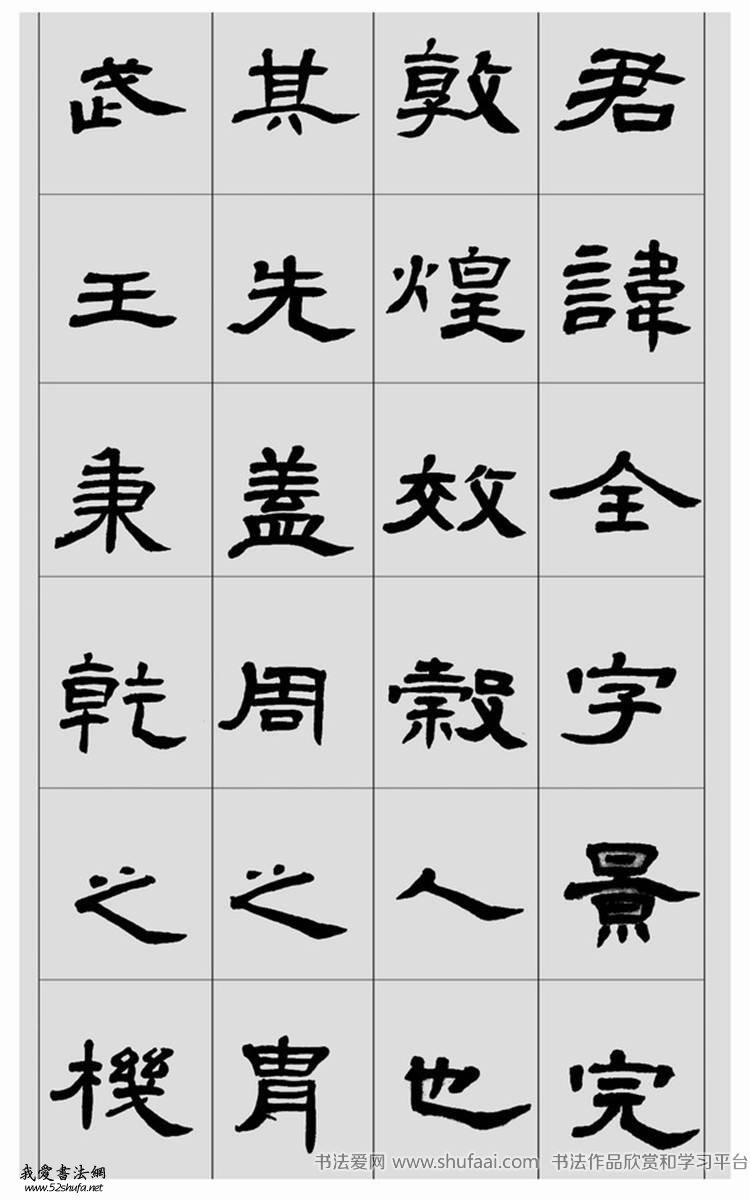 君諱全字景完
敦煌效穀人也
其先蓋周之胄
武王秉乾之機
我愛書法網
www.52shufa.net
书法爱网 www.shufaai.com 书法作品欣赏和学习平台